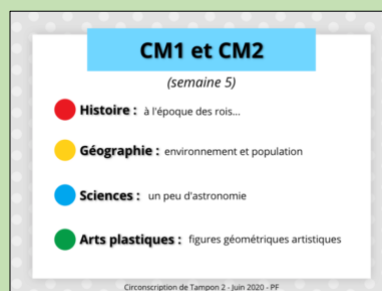 CM1 et CM2
(semaine 5)
Histoire : à l'époque des rois...
Géographie : environnement et population
Sciences : un peu d'astronomie
Arts plastiques : figures géométriques artistiques
Circonscription de Tampon 2 - Juin 2020 - PF